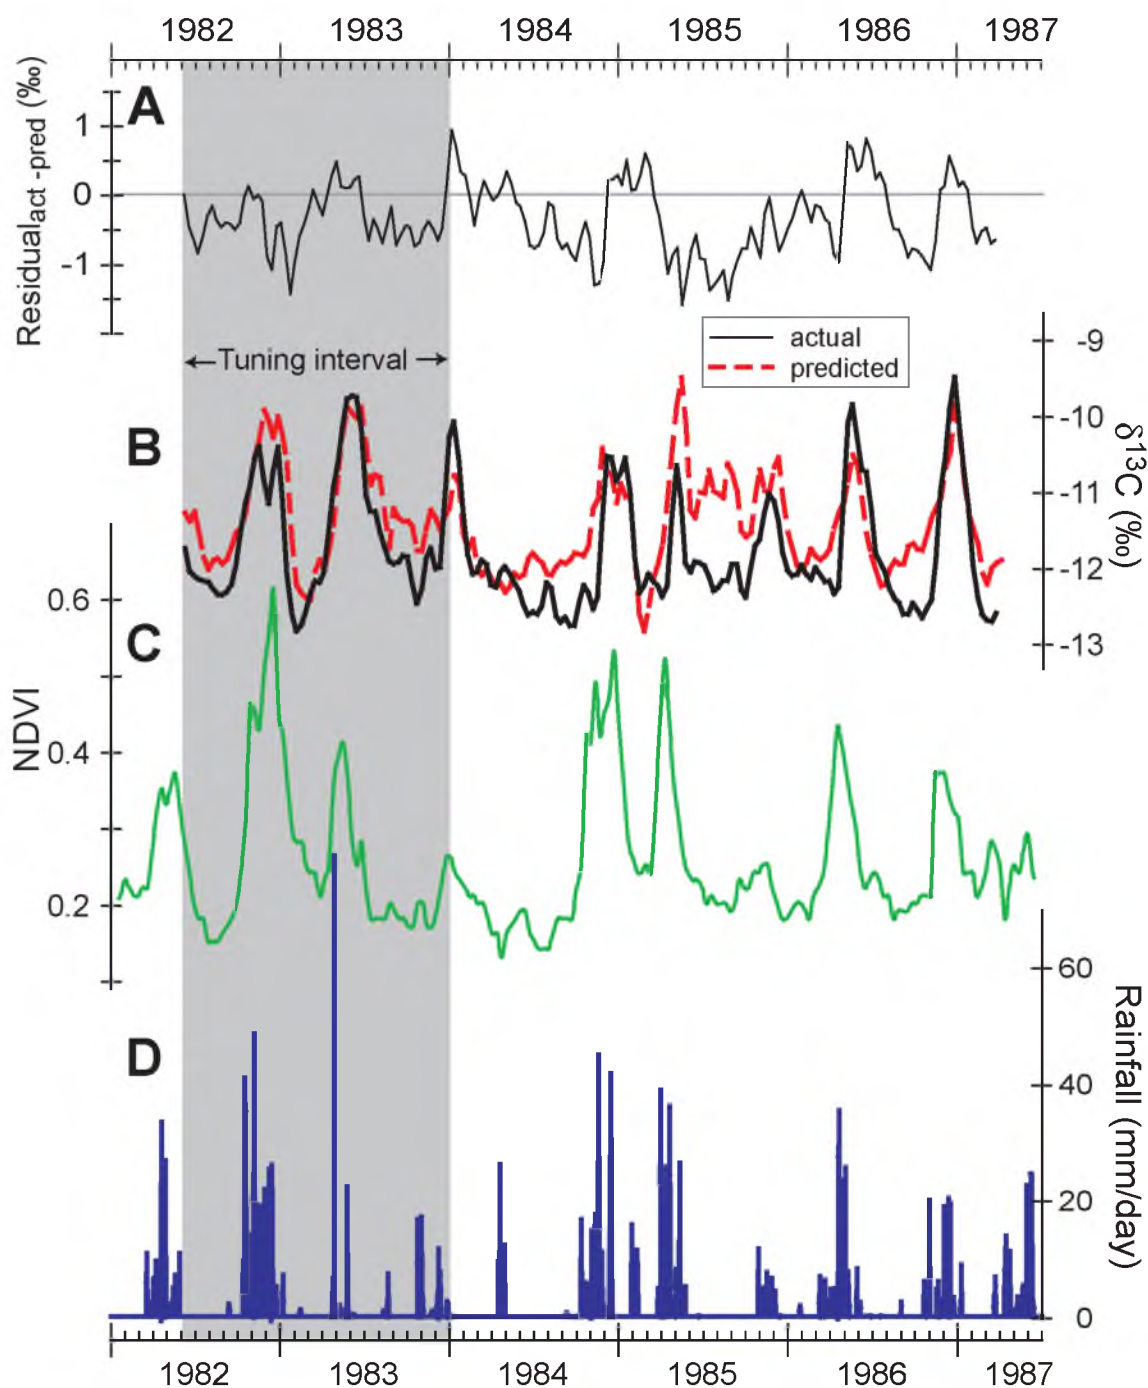 1982 1983 1984 1985 1986 1987
A
Residual act -pred (‰)
1
0
-1
←Tuning interval →
actual
predicted
B
-9
-10
-11
-12
-13
δ13C (‰)
C
NDVI
0.6
0.4
0.2
D
60
40
20
0
Rainfall (mm/day)
1982 1983 1984 1985 1986 1987